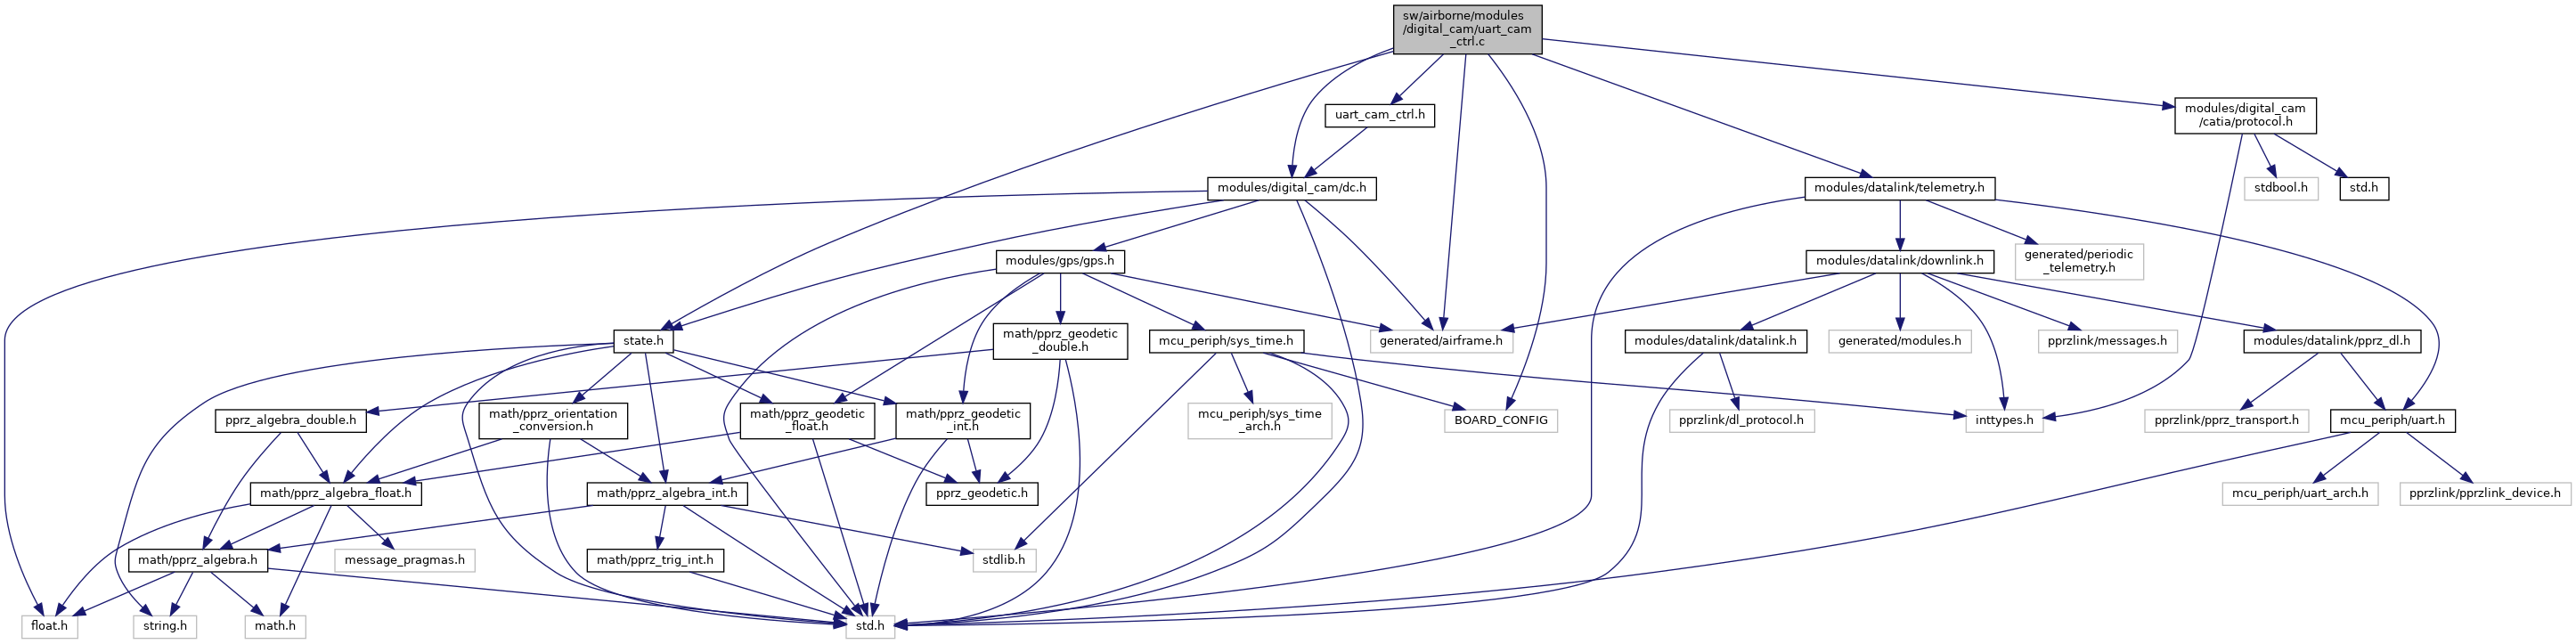 sw/airborne/modules
/digital_cam/uart_cam
_ctrl.c
uart_cam_ctrl.h
modules/digital_cam
/catia/protocol.h
modules/digital_cam/dc.h
modules/datalink/telemetry.h
stdbool.h
std.h
modules/gps/gps.h
modules/datalink/downlink.h
generated/periodic
_telemetry.h
state.h
math/pprz_geodetic
_double.h
mcu_periph/sys_time.h
generated/airframe.h
modules/datalink/datalink.h
generated/modules.h
pprzlink/messages.h
modules/datalink/pprz_dl.h
pprz_algebra_double.h
math/pprz_orientation
_conversion.h
math/pprz_geodetic
_float.h
math/pprz_geodetic
_int.h
mcu_periph/sys_time
_arch.h
BOARD_CONFIG
pprzlink/dl_protocol.h
inttypes.h
pprzlink/pprz_transport.h
mcu_periph/uart.h
math/pprz_algebra_float.h
math/pprz_algebra_int.h
pprz_geodetic.h
mcu_periph/uart_arch.h
pprzlink/pprzlink_device.h
math/pprz_algebra.h
message_pragmas.h
math/pprz_trig_int.h
stdlib.h
float.h
string.h
math.h
std.h